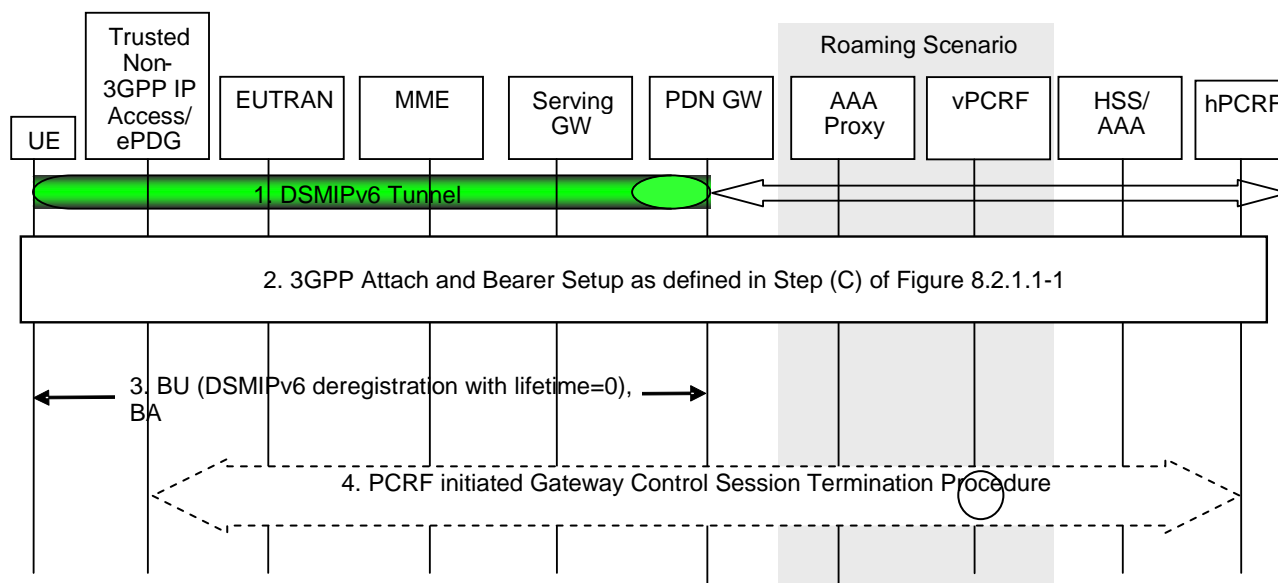 Trusted
Non-
3GPP IP
Access/
ePDG
Roaming Scenario
UE
EUTRAN
MME
Serving
GW
PDN GW
AAA
Proxy
vPCRF
HSS/
AAA
hPCRF
1. DSMIPv6 Tunnel
2. 3GPP Attach and Bearer Setup as defined in Step (C) of Figure 8.2.1.1-1
3. BU (DSMIPv6 deregistration with lifetime=0),
BA
4. PCRF initiated Gateway Control Session Termination Procedure